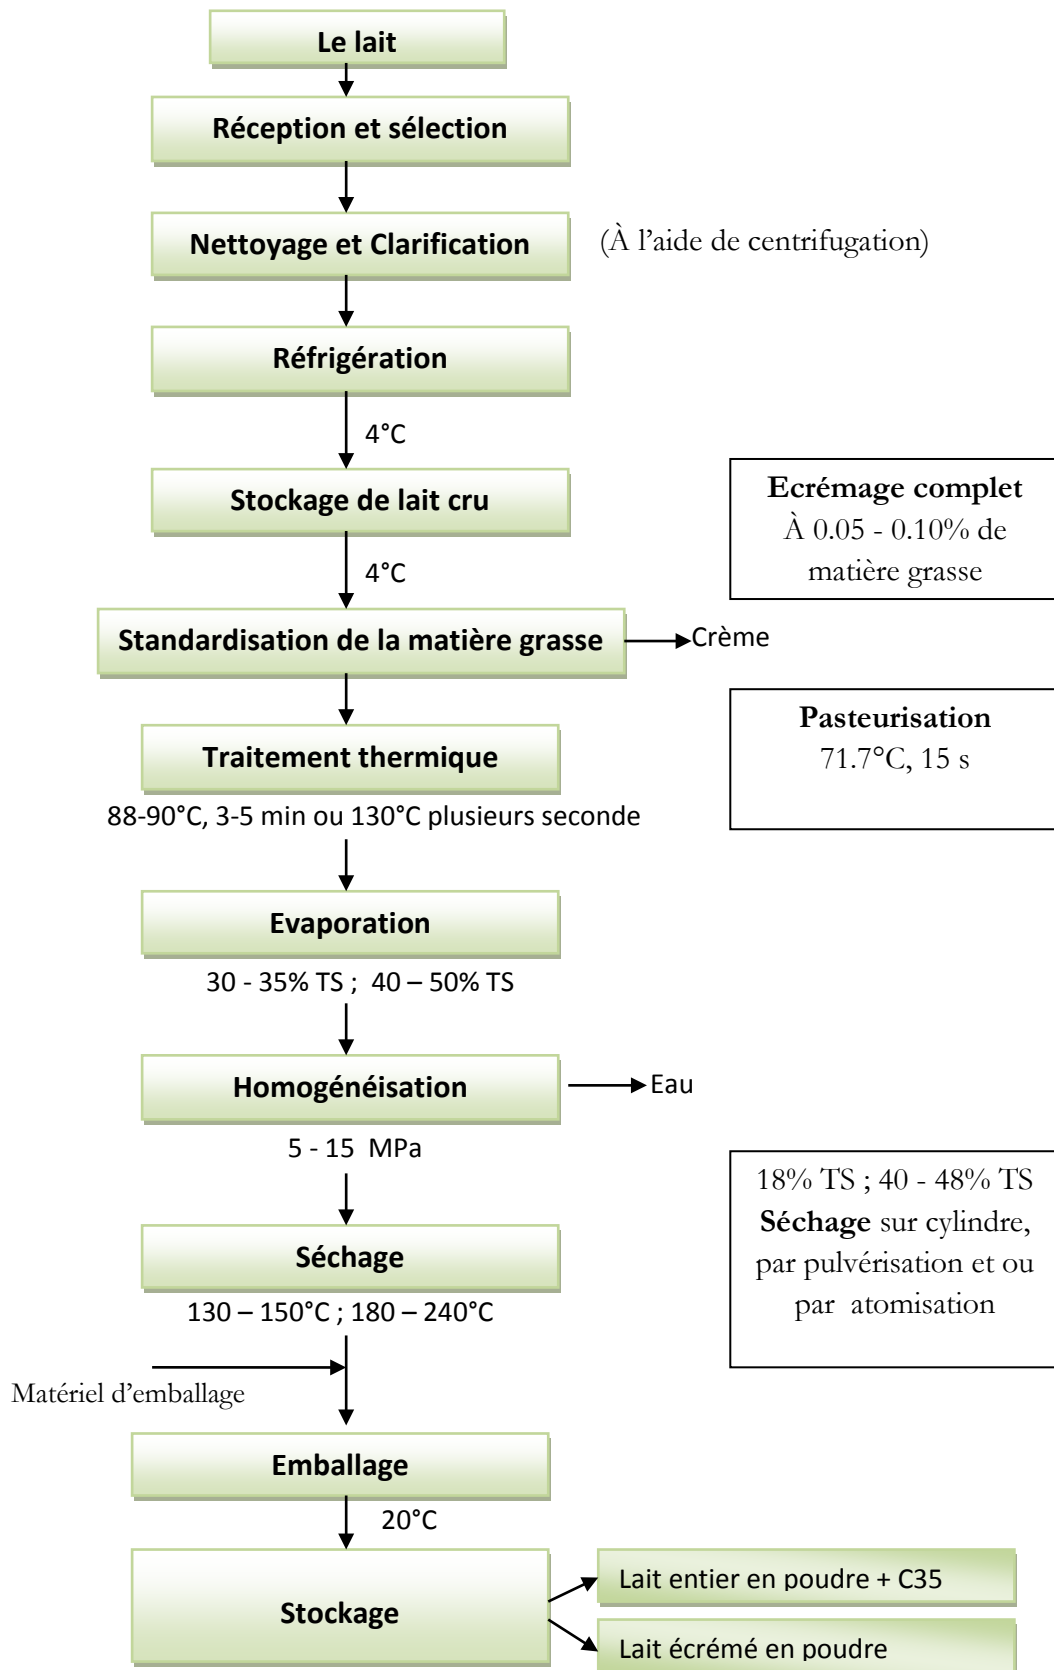 Le lait
Réception et sélection
Nettoyage et Clarification
(À l'aide de centrifugation)
Réfrigération
4°C
Stockage de lait cru
Ecrémage complet
À 0.05 - 0.10% de
matière grasse
4°C
Standardisation de la matière grasse
Crème
Pasteurisation
71.7°C, 15 s
Traitement thermique
88-90°C, 3-5 min ou 130°C plusieurs seconde
Evaporation
30 - 35% TS ; 40 – 50% TS
Homogénéisation
Eau
5 - 15 MPa
18% TS ; 40 - 48% TS
Séchage sur cylindre,
par pulvérisation et ou
par atomisation
Séchage
130 – 150°C ; 180 – 240°C
Matériel d'emballage
Emballage
20°C
Stockage
Lait entier en poudre + C35
Lait écrémé en poudre